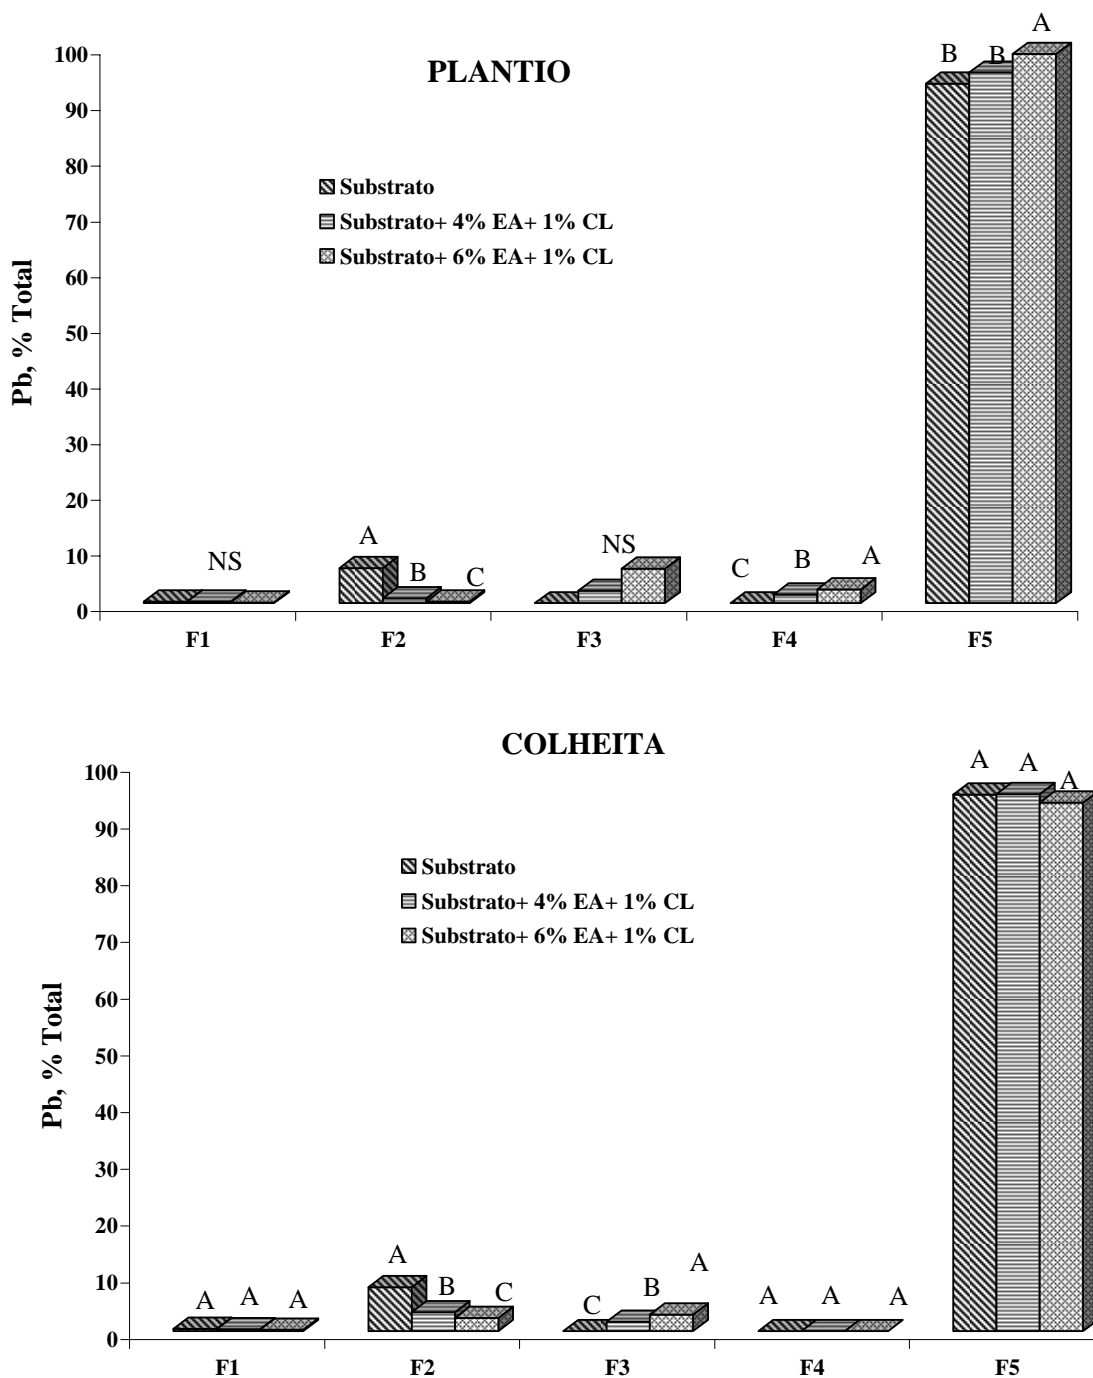 PLANTIO
Pb, % Total
100
90
80
70
60
50
40
30
20
10
0
Substrato
Substrato+ 4% EA+ 1% CL
Substrato+ 6% EA+ 1% CL
NS
A B C
NS
C B A
B B A
F1 F2 F3 F4 F5
COLHEITA
Pb, % Total
100
90
80
70
60
50
40
30
20
10
0
Substrato
Substrato+ 4% EA+ 1% CL
Substrato+ 6% EA+ 1% CL
A A A
A B C
C B A
A A A
A A A
F1 F2 F3 F4 F5